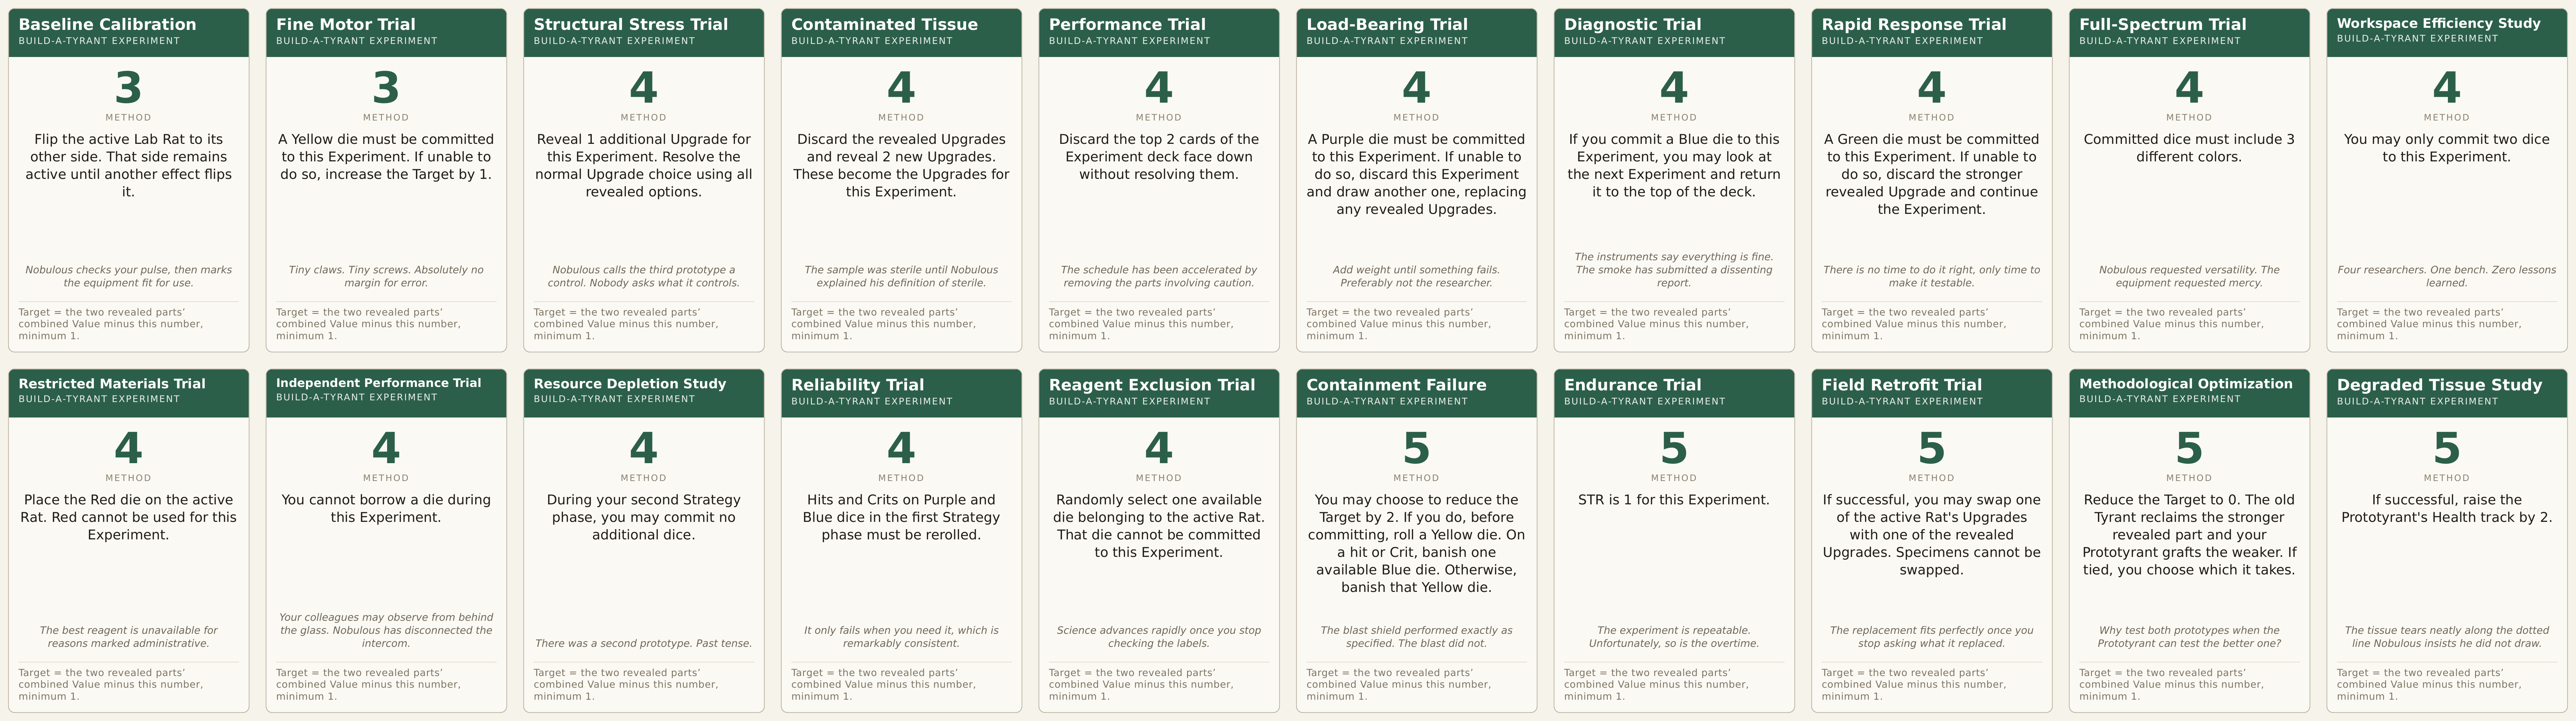 Baseline Calibration
BUILD-A-TYRANT EXPERIMENT
3
METHOD
Flip the active Lab Rat to its
other side. That side remains
active until another effect flips
it.
Nobulous checks your pulse, then marks
the equipment fit for use.
Target = the two revealed parts’
combined Value minus this number,
minimum 1.
Fine Motor Trial
BUILD-A-TYRANT EXPERIMENT
3
METHOD
A Yellow die must be committed
to this Experiment. If unable to
do so, increase the Target by 1.
Tiny claws. Tiny screws. Absolutely no
margin for error.
Target = the two revealed parts’
combined Value minus this number,
minimum 1.
Structural Stress Trial
BUILD-A-TYRANT EXPERIMENT
4
METHOD
Reveal 1 additional Upgrade for
this Experiment. Resolve the
normal Upgrade choice using all
revealed options.
Nobulous calls the third prototype a
control. Nobody asks what it controls.
Target = the two revealed parts’
combined Value minus this number,
minimum 1.
Contaminated Tissue
BUILD-A-TYRANT EXPERIMENT
4
METHOD
Discard the revealed Upgrades
and reveal 2 new Upgrades.
These become the Upgrades for
this Experiment.
The sample was sterile until Nobulous
explained his definition of sterile.
Target = the two revealed parts’
combined Value minus this number,
minimum 1.
Performance Trial
BUILD-A-TYRANT EXPERIMENT
4
METHOD
Discard the top 2 cards of the
Experiment deck face down
without resolving them.
The schedule has been accelerated by
removing the parts involving caution.
Target = the two revealed parts’
combined Value minus this number,
minimum 1.
Load-Bearing Trial
BUILD-A-TYRANT EXPERIMENT
4
METHOD
A Purple die must be committed
to this Experiment. If unable to
do so, discard this Experiment
and draw another one, replacing
any revealed Upgrades.
Add weight until something fails.
Preferably not the researcher.
Target = the two revealed parts’
combined Value minus this number,
minimum 1.
Diagnostic Trial
BUILD-A-TYRANT EXPERIMENT
4
METHOD
If you commit a Blue die to this
Experiment, you may look at
the next Experiment and return
it to the top of the deck.
The instruments say everything is fine.
The smoke has submitted a dissenting
report.
Target = the two revealed parts’
combined Value minus this number,
minimum 1.
Rapid Response Trial
BUILD-A-TYRANT EXPERIMENT
4
METHOD
A Green die must be committed
to this Experiment. If unable to
do so, discard the stronger
revealed Upgrade and continue
the Experiment.
There is no time to do it right, only time to
make it testable.
Target = the two revealed parts’
combined Value minus this number,
minimum 1.
Full-Spectrum Trial
BUILD-A-TYRANT EXPERIMENT
4
METHOD
Committed dice must include 3
different colors.
Nobulous requested versatility. The
equipment requested mercy.
Target = the two revealed parts’
combined Value minus this number,
minimum 1.
Workspace Efficiency Study
BUILD-A-TYRANT EXPERIMENT
4
METHOD
You may only commit two dice
to this Experiment.
Four researchers. One bench. Zero lessons
learned.
Target = the two revealed parts’
combined Value minus this number,
minimum 1.
Restricted Materials Trial
BUILD-A-TYRANT EXPERIMENT
4
METHOD
Place the Red die on the active
Rat. Red cannot be used for this
Experiment.
The best reagent is unavailable for
reasons marked administrative.
Target = the two revealed parts’
combined Value minus this number,
minimum 1.
Independent Performance Trial
BUILD-A-TYRANT EXPERIMENT
4
METHOD
You cannot borrow a die during
this Experiment.
Your colleagues may observe from behind
the glass. Nobulous has disconnected the
intercom.
Target = the two revealed parts’
combined Value minus this number,
minimum 1.
Resource Depletion Study
BUILD-A-TYRANT EXPERIMENT
4
METHOD
During your second Strategy
phase, you may commit no
additional dice.
There was a second prototype. Past tense.
Target = the two revealed parts’
combined Value minus this number,
minimum 1.
Reliability Trial
BUILD-A-TYRANT EXPERIMENT
4
METHOD
Hits and Crits on Purple and
Blue dice in the first Strategy
phase must be rerolled.
It only fails when you need it, which is
remarkably consistent.
Target = the two revealed parts’
combined Value minus this number,
minimum 1.
Reagent Exclusion Trial
BUILD-A-TYRANT EXPERIMENT
4
METHOD
Randomly select one available
die belonging to the active Rat.
That die cannot be committed
to this Experiment.
Science advances rapidly once you stop
checking the labels.
Target = the two revealed parts’
combined Value minus this number,
minimum 1.
Containment Failure
BUILD-A-TYRANT EXPERIMENT
5
METHOD
You may choose to reduce the
Target by 2. If you do, before
committing, roll a Yellow die. On
a hit or Crit, banish one
available Blue die. Otherwise,
banish that Yellow die.
The blast shield performed exactly as
specified. The blast did not.
Target = the two revealed parts’
combined Value minus this number,
minimum 1.
Endurance Trial
BUILD-A-TYRANT EXPERIMENT
5
METHOD
STR is 1 for this Experiment.
The experiment is repeatable.
Unfortunately, so is the overtime.
Target = the two revealed parts’
combined Value minus this number,
minimum 1.
Field Retrofit Trial
BUILD-A-TYRANT EXPERIMENT
5
METHOD
If successful, you may swap one
of the active Rat's Upgrades
with one of the revealed
Upgrades. Specimens cannot be
swapped.
The replacement fits perfectly once you
stop asking what it replaced.
Target = the two revealed parts’
combined Value minus this number,
minimum 1.
Methodological Optimization
BUILD-A-TYRANT EXPERIMENT
5
METHOD
Reduce the Target to 0. The old
Tyrant reclaims the stronger
revealed part and your
Prototyrant grafts the weaker. If
tied, you choose which it takes.
Why test both prototypes when the
Prototyrant can test the better one?
Target = the two revealed parts’
combined Value minus this number,
minimum 1.
Degraded Tissue Study
BUILD-A-TYRANT EXPERIMENT
5
METHOD
If successful, raise the
Prototyrant's Health track by 2.
The tissue tears neatly along the dotted
line Nobulous insists he did not draw.
Target = the two revealed parts’
combined Value minus this number,
minimum 1.